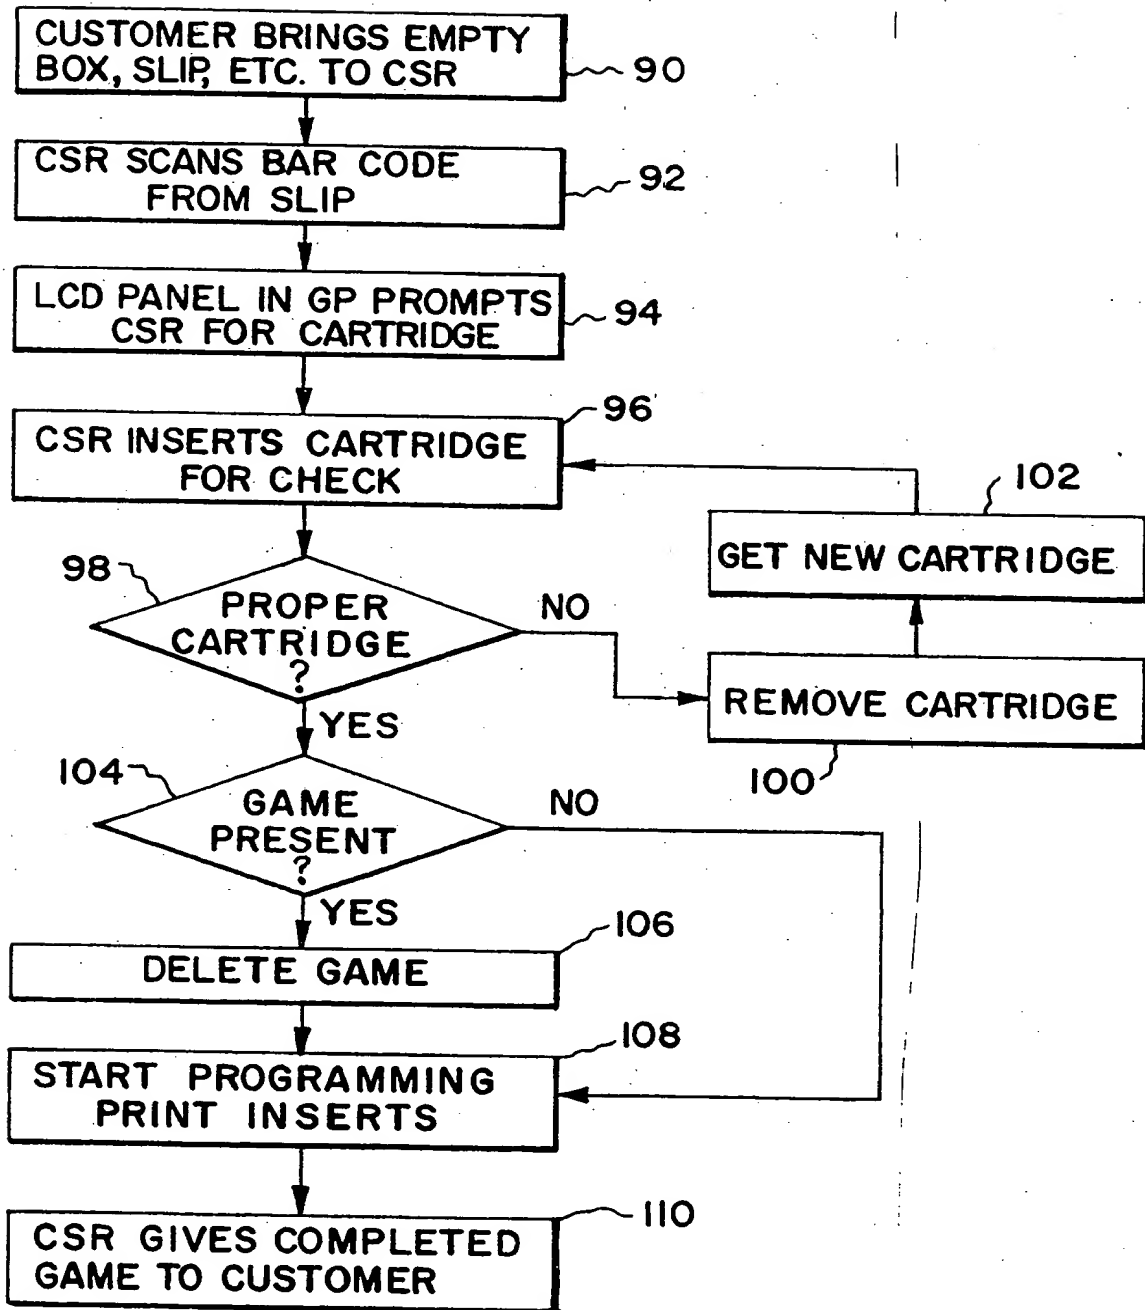 CUSTOMER BRINGS EMPTY
BOX, SLIP, ETC. TO CSR
90
CSR SCANS BAR CODE
FROM SLIP
92
LCD PANEL IN GP PROMPTS
CSR FOR CARTRIDGE
94
96
CSR INSERTS CARTRIDGE
FOR CHECK
102
GET NEW CARTRIDGE
98
PROPER
CARTRIDGE
?
NO
REMOVE CARTRIDGE
100
YES
104
GAME
PRESENT
?
NO
YES
106
DELETE GAME
108
START PROGRAMMING
PRINT INSERTS
110
CSR GIVES COMPLETED
GAME TO CUSTOMER